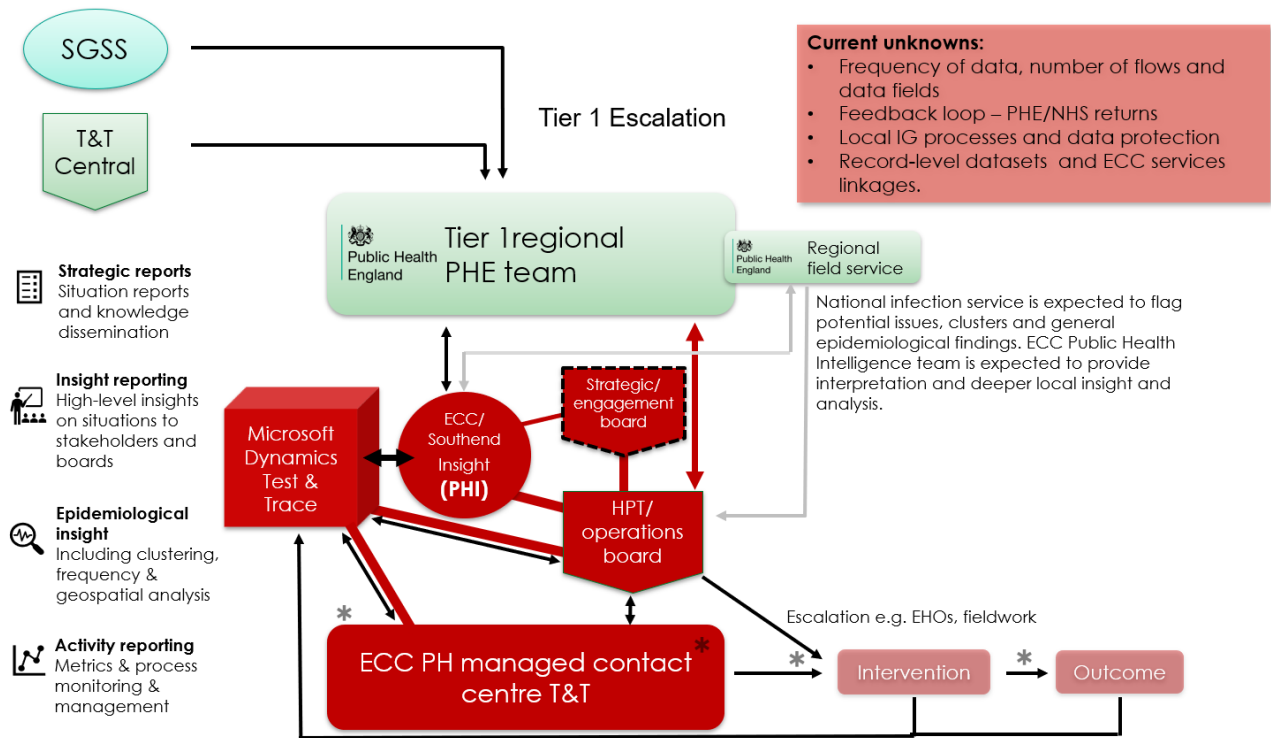 SGSS
T&T
Central
Tier 1 Escalation
Current unknowns:
• Frequency of data, number of flows and
data fields
• Feedback loop – PHE/NHS returns
• Local IG processes and data protection
• Record-level datasets and ECC services
linkages.
Public Health
England
Tier 1regional
PHE team
Public Health
England
Regional
field service
National infection service is expected to flag
potential issues, clusters and general
epidemiological findings. ECC Public Health
Intelligence team is expected to provide
interpretation and deeper local insight and
analysis.
Strategic reports
Situation reports
and knowledge
dissemination
Insight reporting
High-level insights
on situations to
stakeholders and
boards
Epidemiological
insight
Including clustering,
frequency &
geospatial analysis
Activity reporting
Metrics & process
monitoring &
management
Microsoft
Dynamics
Test &
Trace
ECC/
Southend
Insight
(PHI)
Strategic/
engagement
board
HPT/
operations
board
*
ECC PH managed contact *
centre T&T
Escalation e.g. EHOs, fieldwork
*
Intervention
*
Outcome